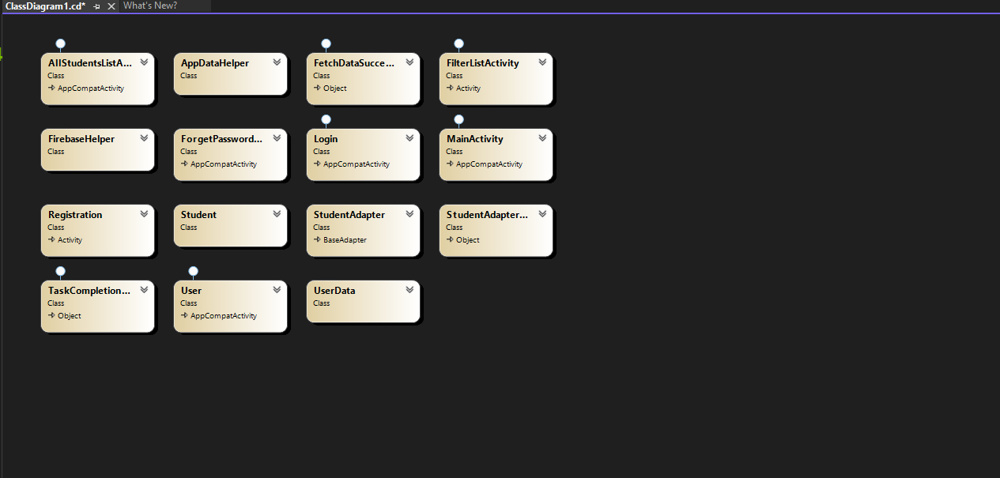 ClassDiagram1.cd*
What's New?
AllStudentsListA...
Class
AppCompatActivity
AppDataHelper
Class
FetchDataSucce...
Class
Object
FilterListActivity
Class
Activity
FirebaseHelper
Class
ForgetPassword...
Class
AppCompatActivity
Login
Class
AppCompatActivity
MainActivity
Class
AppCompatActivity
Registration
Class
Activity
Student
Class
StudentAdapter
Class
BaseAdapter
StudentAdapter...
Class
Object
TaskCompletion...
Class
Object
User
Class
AppCompatActivity
UserData
Class